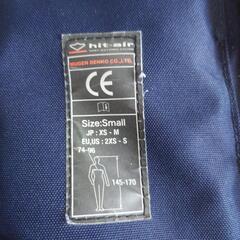 hit-air
MUGEN DENKO CO., LTD.
CE
Size:Small
JP : XS - M
EU,US : 2XS - S
74-96
145-170